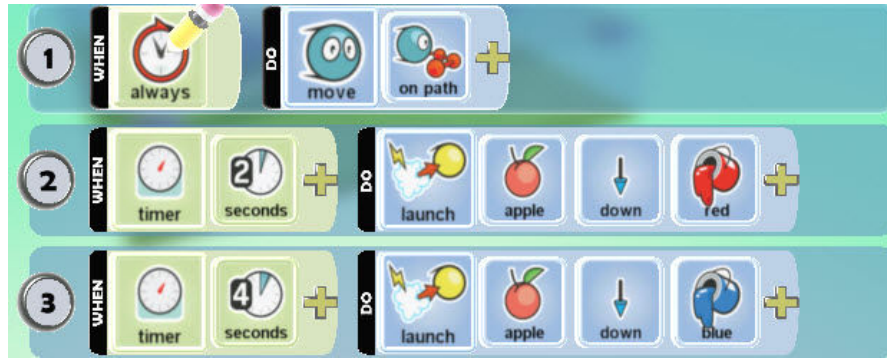 1 WHEN always DO move on path
2 WHEN timer 2 seconds DO launch apple down red
3 WHEN timer 4 seconds DO launch apple down blue